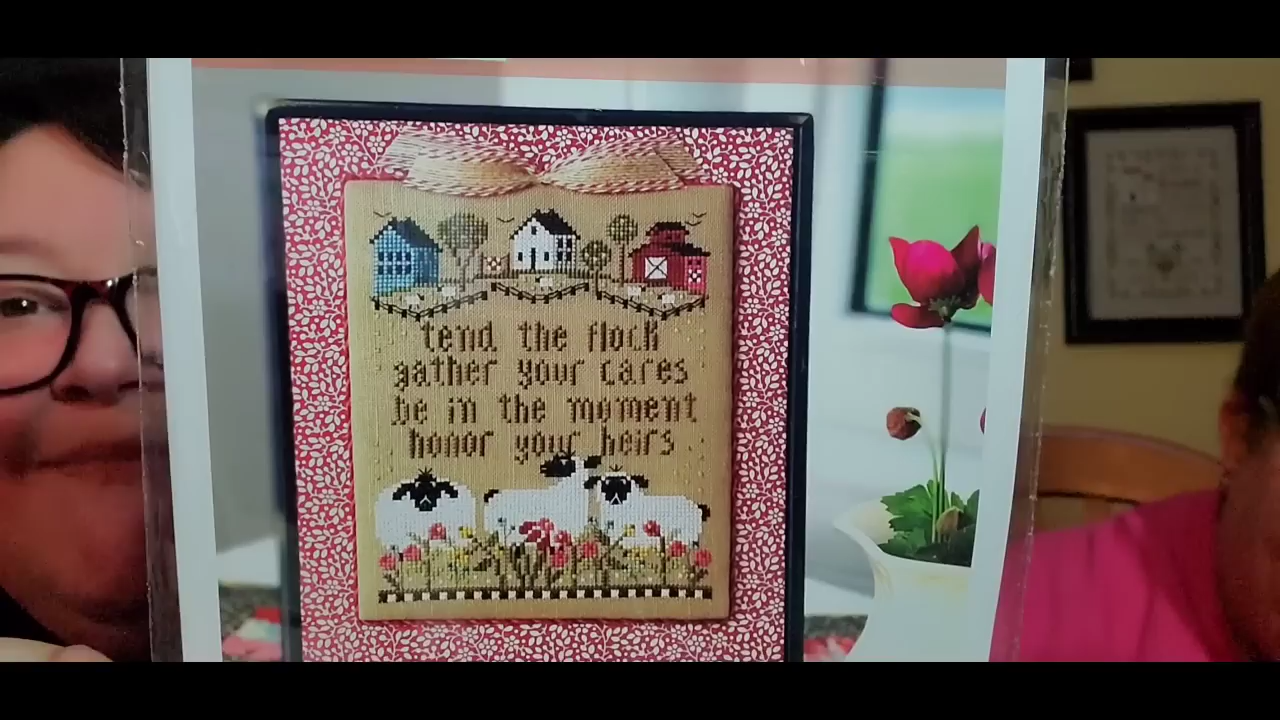 tend the flock
gather your cares
be in the moment
honor your heirs